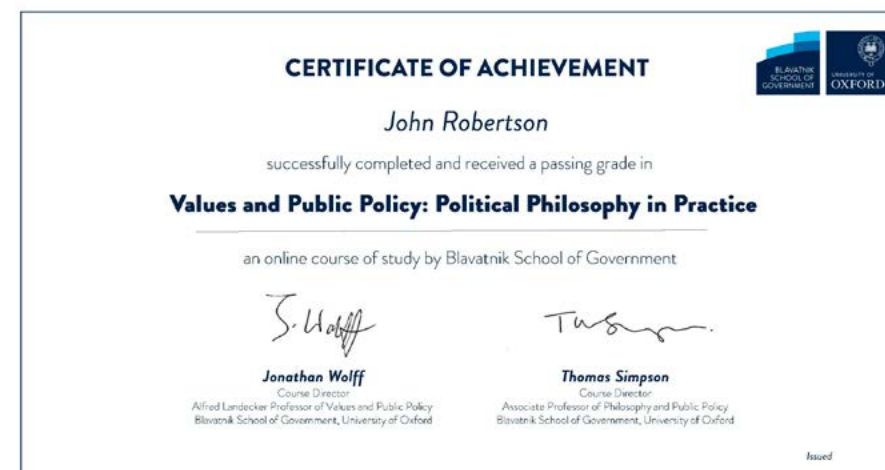 CERTIFICATE OF ACHIEVEMENT
BLAVATNIK
SCHOOL OF
GOVERNMENT
UNIVERSITY OF
OXFORD
John Robertson
successfully completed and received a passing grade in
Values and Public Policy: Political Philosophy in Practice
an online course of study by Blavatnik School of Government
J. Wolff
Jonathan Wolff
Course Director
Alfred Landecker Professor of Values and Public Policy
Blavatnik School of Government, University of Oxford
Thomas Simpson
Course Director
Associate Professor of Philosophy and Public Policy
Blavatnik School of Government, University of Oxford
Issued